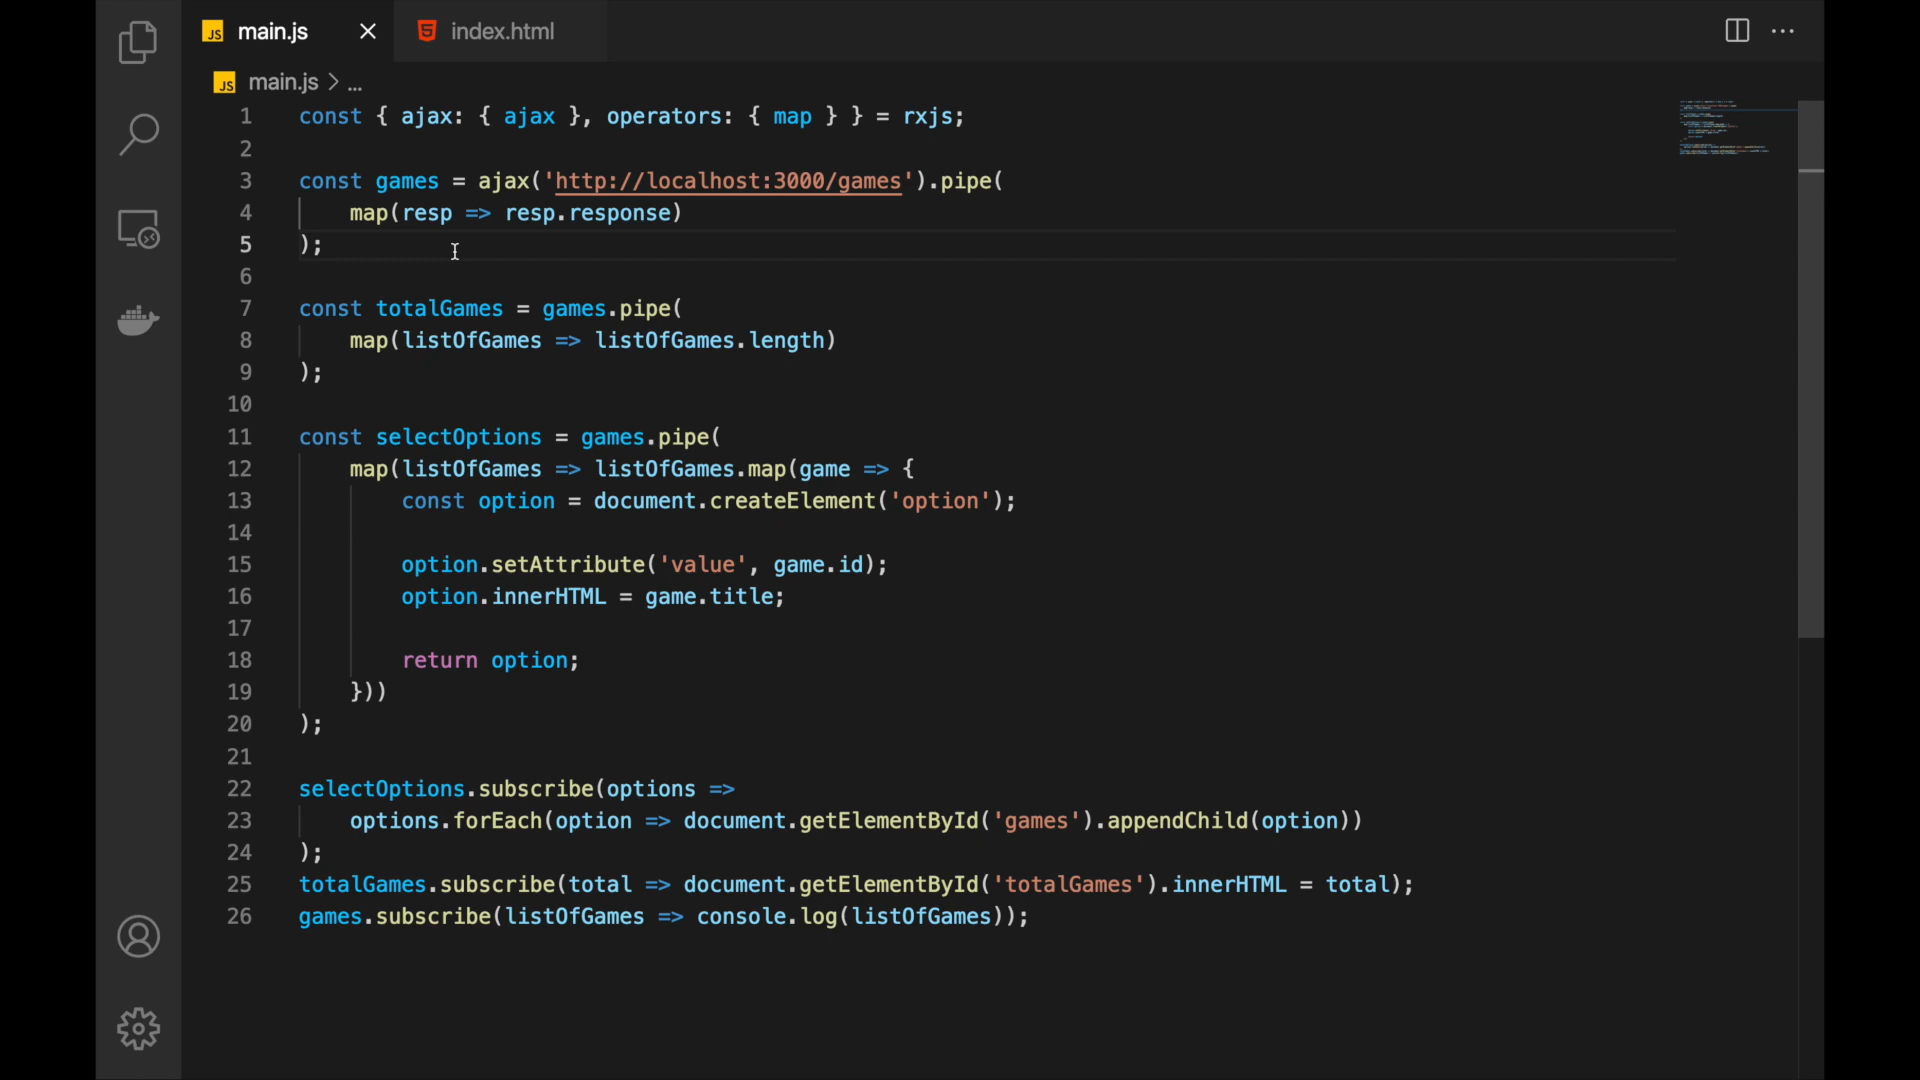 JS main.js × index.html
JS main.js > ...
1 const { ajax: { ajax }, operators: { map } } = rxjs;
2
3 const games = ajax('http://localhost:3000/games').pipe(
4     map(resp => resp.response)
5 );
6
7 const totalGames = games.pipe(
8     map(listOfGames => listOfGames.length)
9 );
10
11 const selectOptions = games.pipe(
12     map(listOfGames => listOfGames.map(game => {
13         const option = document.createElement('option');
14
15         option.setAttribute('value', game.id);
16         option.innerHTML = game.title;
17
18         return option;
19     }))
20 );
21
22 selectOptions.subscribe(options =>
23     options.forEach(option => document.getElementById('games').appendChild(option))
24 );
25 totalGames.subscribe(total => document.getElementById('totalGames').innerHTML = total);
26 games.subscribe(listOfGames => console.log(listOfGames));